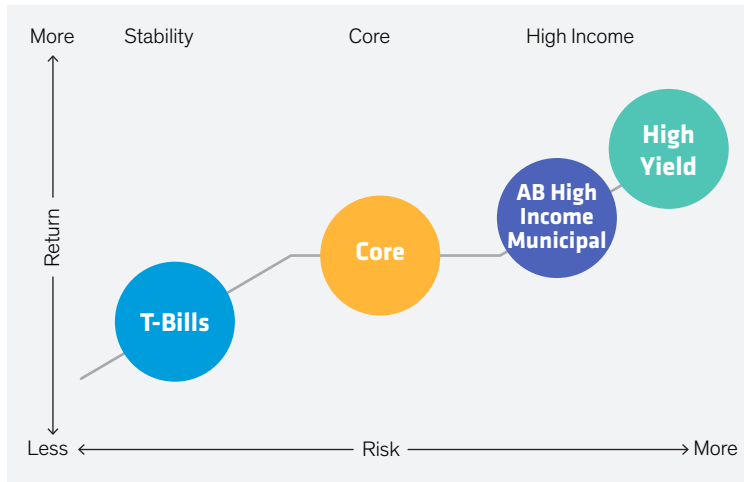 More
Stability
Core
High Income
High
Yield
AB High
Income
Municipal
Core
T-Bills
Return
Less
Risk
More